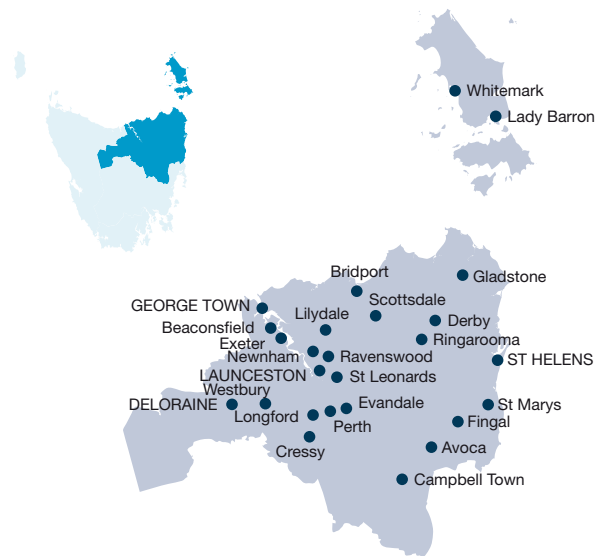 Whitemark
Lady Barron
Bridport
Gladstone
Scottsdale
GEORGE TOWN
Lilydale
Derby
Beaconsfield
Exeter
Ringarooma
Newnham
Ravenswood
ST HELENS
LAUNCESTON
St Leonards
Westbury
DELORAINE
Evandale
St Marys
Longford
Perth
Fingal
Cressy
Avoca
Campbell Town